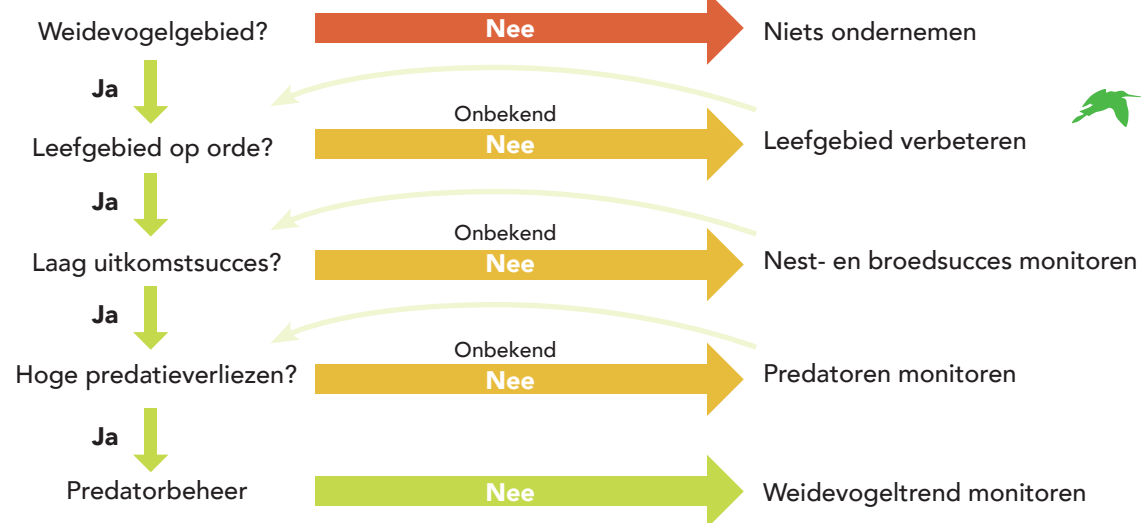 Weidevogelgebied?
Nee
Niets ondernemen
Ja
Onbekend
Leefgebied op orde?
Nee
Leefgebied verbeteren
Ja
Onbekend
Laag uitkomstsucces?
Nee
Nest- en broedsucces monitoren
Ja
Onbekend
Hoge predatieverliezen?
Nee
Predatoren monitoren
Ja
Predatorbeheer
Nee
Weidevogeltrend monitoren